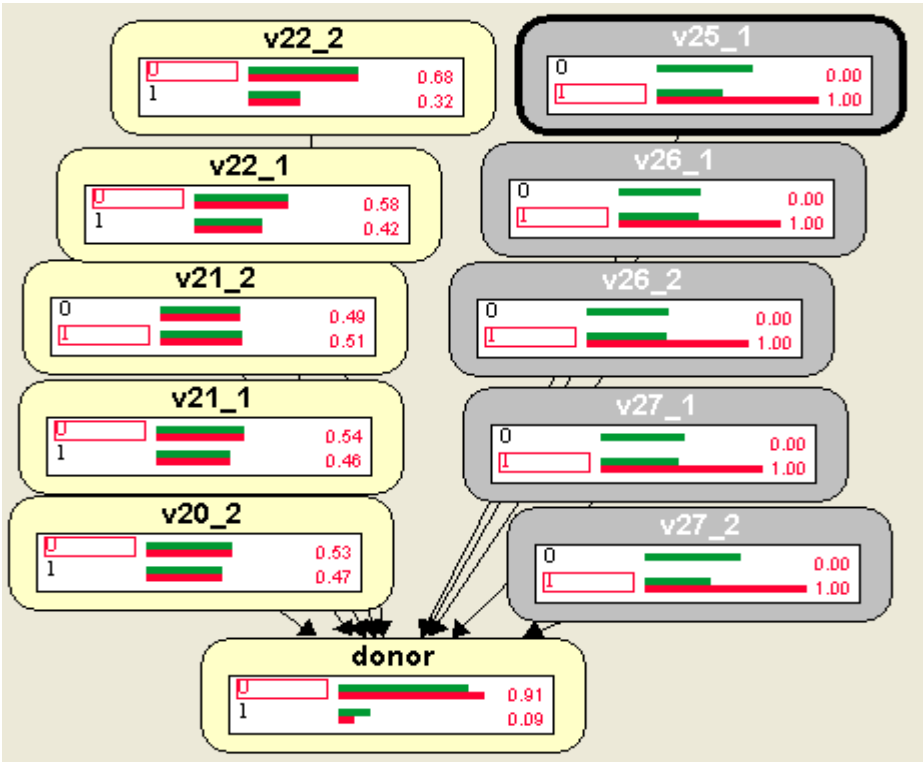 v22_2
0 0.68
1 0.32
v22_1
0 0.58
1 0.42
v21_2
0 0.49
1 0.51
v21_1
0 0.54
1 0.46
v20_2
0 0.53
1 0.47
v25_1
0 0.00
1 1.00
v26_1
0 0.00
1 1.00
v26_2
0 0.00
1 1.00
v27_1
0 0.00
1 1.00
v27_2
0 0.00
1 1.00
donor
0 0.91
1 0.09